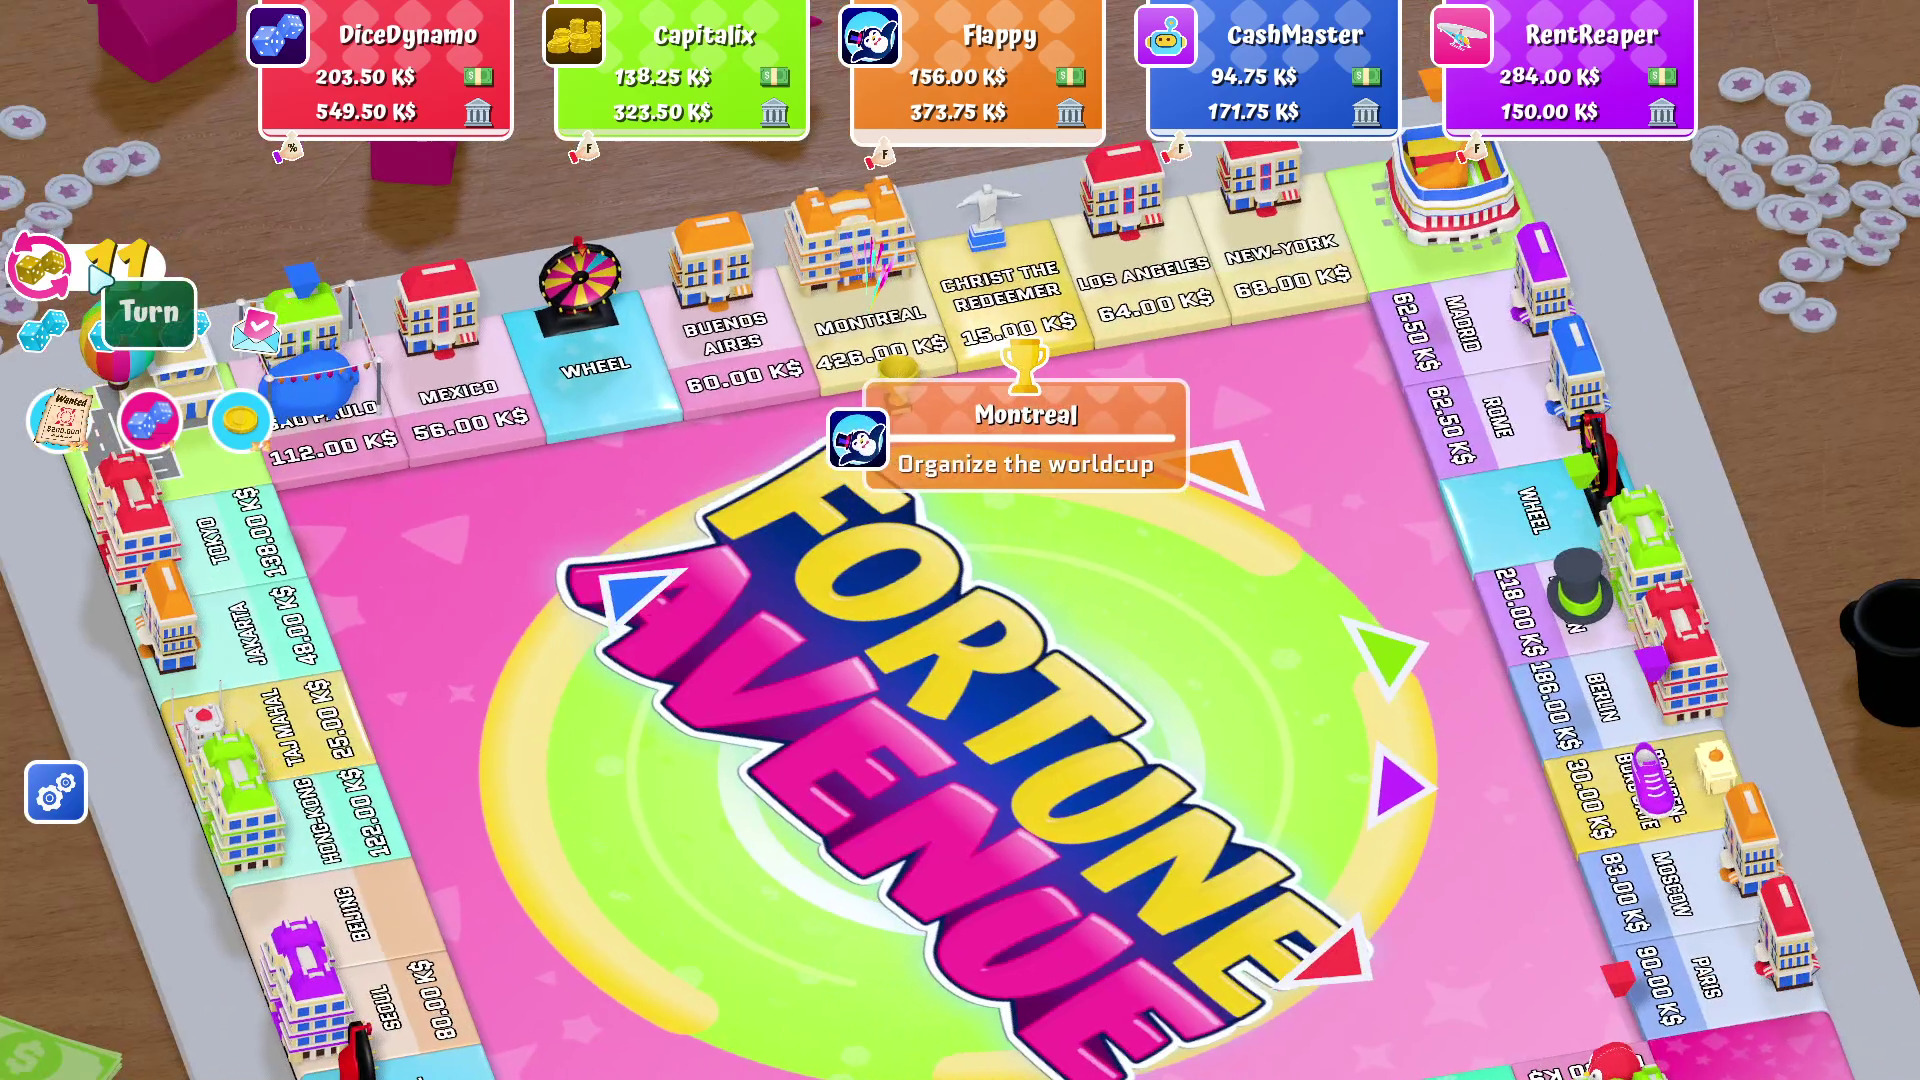 DiceDynamo
203.50 K$
549.50 K$
%
Capitalix
138.25 K$
323.50 K$
F
Flappy
156.00 K$
373.75 K$
F
CashMaster
94.75 K$
171.75 K$
F
RentReaper
284.00 K$
150.00 K$
F
11
Turn
Wanted
112.00 K$
MEXICO
56.00 K$
WHEEL
BUENOS
AIRES
60.00 K$
MONTREAL
426.00 K$
CHRIST THE
REDEEMER
15.00 K$
LOS ANGELES
64.00 K$
NEW-YORK
68.00 K$
MADRID
62.50 K$
ROME
62.50 K$
WHEEL
218.00 K$
BERLIN
186.00 K$
30.00 K$
MOSCOW
83.00 K$
PARIS
90.00 K$
Montreal
Organize the worldcup
TOKYO
138.00 K$
JAKARTA
48.00 K$
TAJ MAHAL
25.00 K$
HONG-KONG
122.00 K$
BEIJING
SEOUL
80.00 K$
FORTUNE
AVENUE